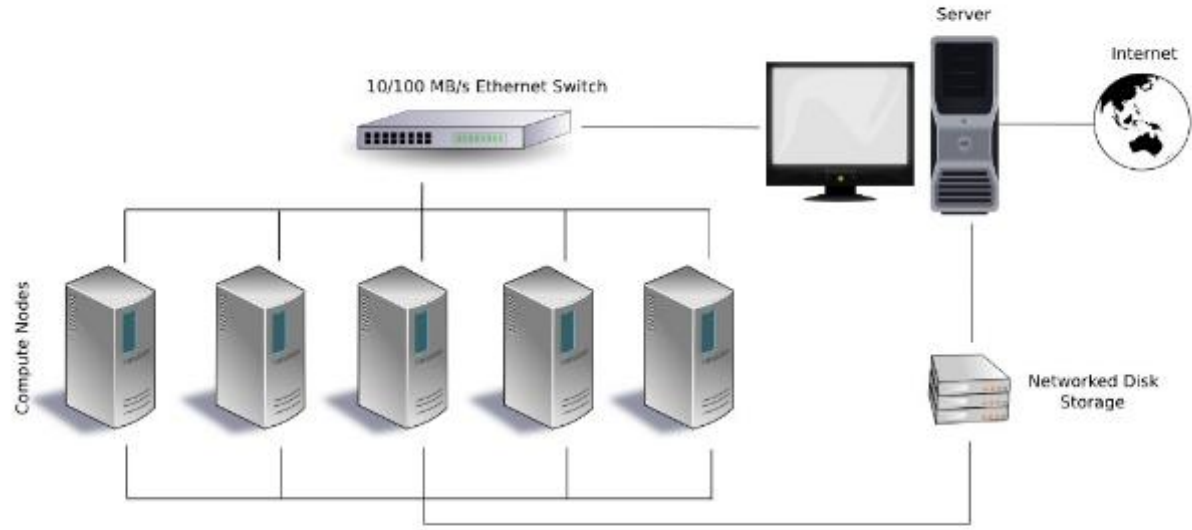 Server
Internet
10/100 MB/s Ethernet Switch
Compute Nodes
Networked Disk
Storage